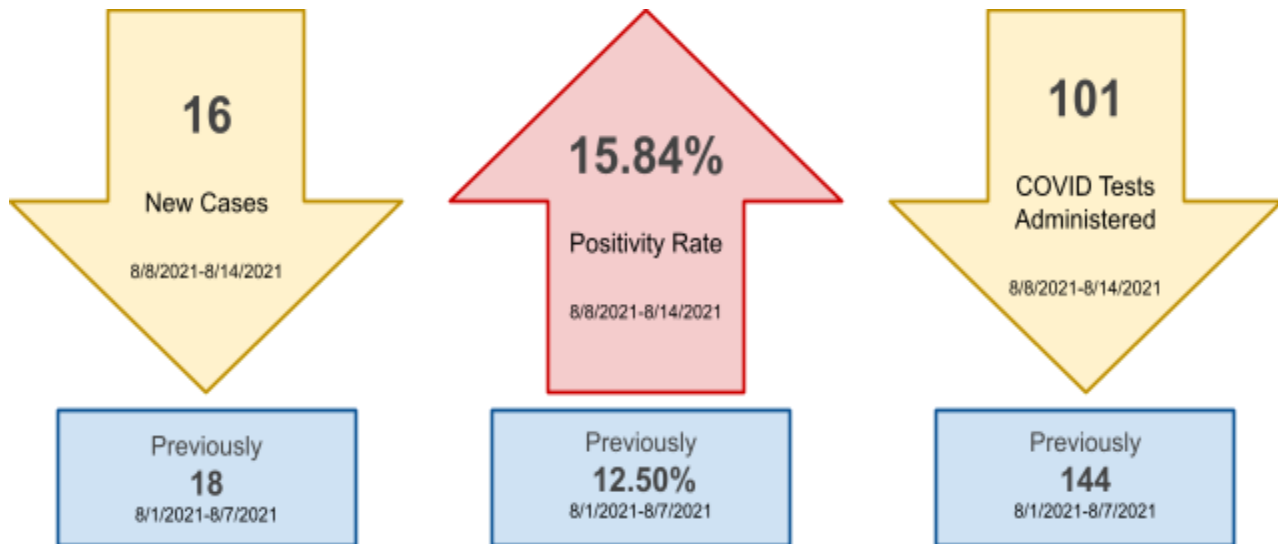 16
New Cases
8/8/2021-8/14/2021
Previously
18
8/1/2021-8/7/2021
15.84%
Positivity Rate
8/8/2021-8/14/2021
Previously
12.50%
8/1/2021-8/7/2021
101
COVID Tests
Administered
8/8/2021-8/14/2021
Previously
144
8/1/2021-8/7/2021